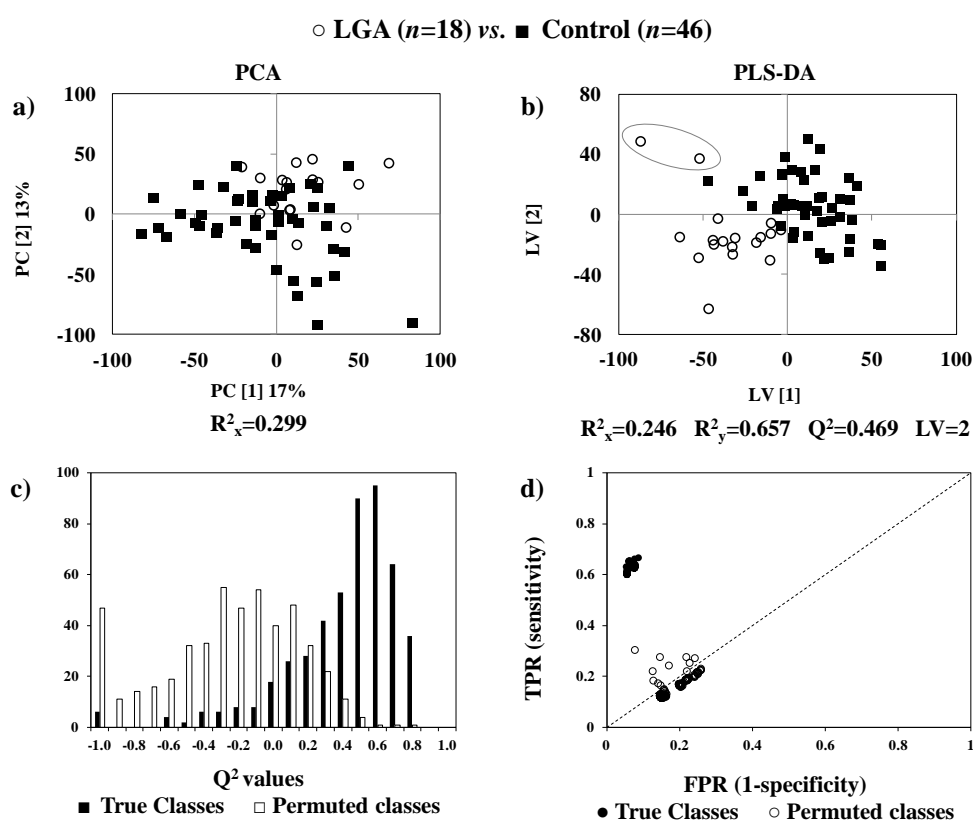 ○ LGA (n=18) vs. ■ Control (n=46)
a)
PCA
100
50
0
-50
-100
-100 -50 0 50 100
PC [2] 13%
PC [1] 17%
R²x=0.299
b)
PLS-DA
80
40
0
-40
-80
-100 -50 0 50 100
LV [2]
LV [1]
R²x=0.246 R²y=0.657 Q²=0.469 LV=2
c)
100
80
60
40
20
0
-1.0 -0.8 -0.6 -0.4 -0.2 0.0 0.2 0.4 0.6 0.8 1.0
Q² values
■ True Classes □ Permuted classes
d)
1
0.8
0.6
0.4
0.2
0
0 0.2 0.4 0.6 0.8 1
TPR (sensitivity)
FPR (1-specificity)
● True Classes ○ Permuted classes